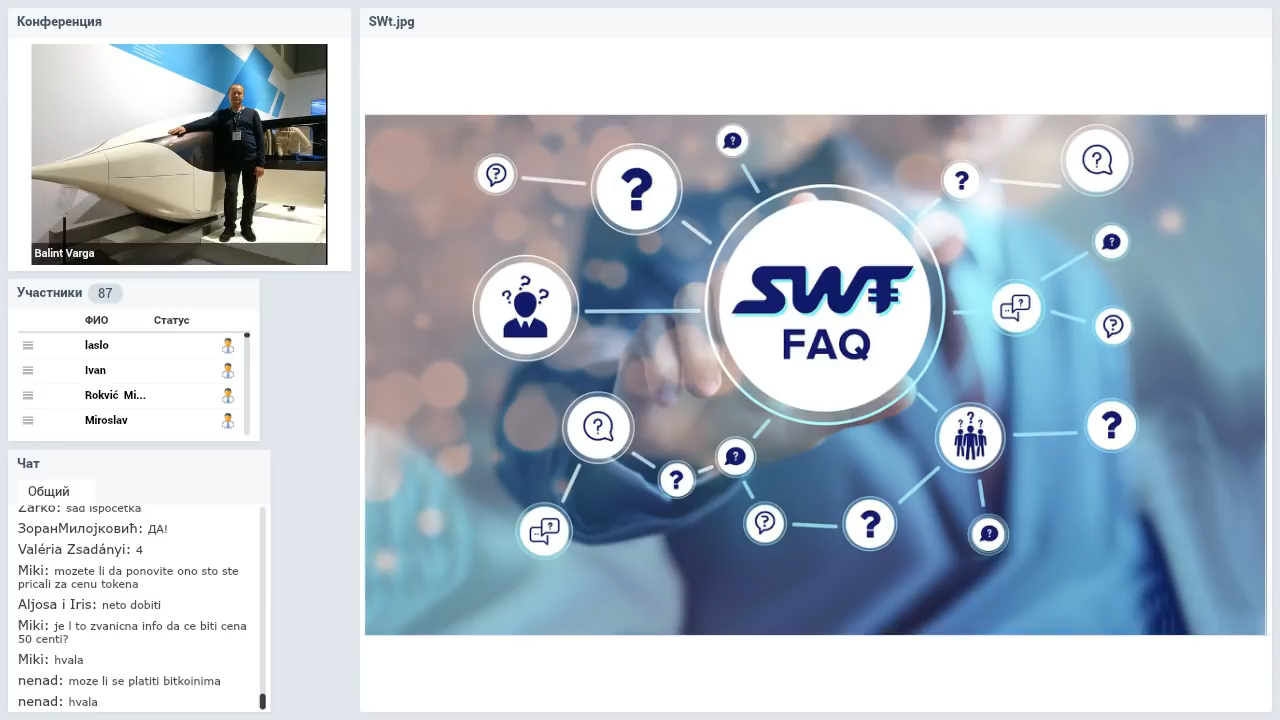 Конференция
Balint Varga
Участники 87
ФИО Статус
laslo
Ivan
Rokvić Mi...
Miroslav
Чат
Общий
Zarko: sad ispocetka
ЗоранМилојковић: ДА!
Valéria Zsadányi: 4
Miki: mozete li da ponovite ono sto ste
pricali za cenu tokena
Aljosa i Iris: neto dobiti
Miki: je l to zvanicna info da ce biti cena
50 centi?
Miki: hvala
nenad: moze li se platiti bitkoinima
nenad: hvala
SWt.jpg
SWT
FAQ